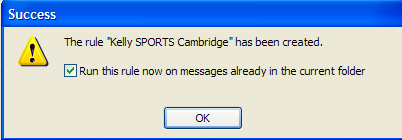 Success
The rule "Kelly SPORTS Cambridge" has been created.
Run this rule now on messages already in the current folder
OK